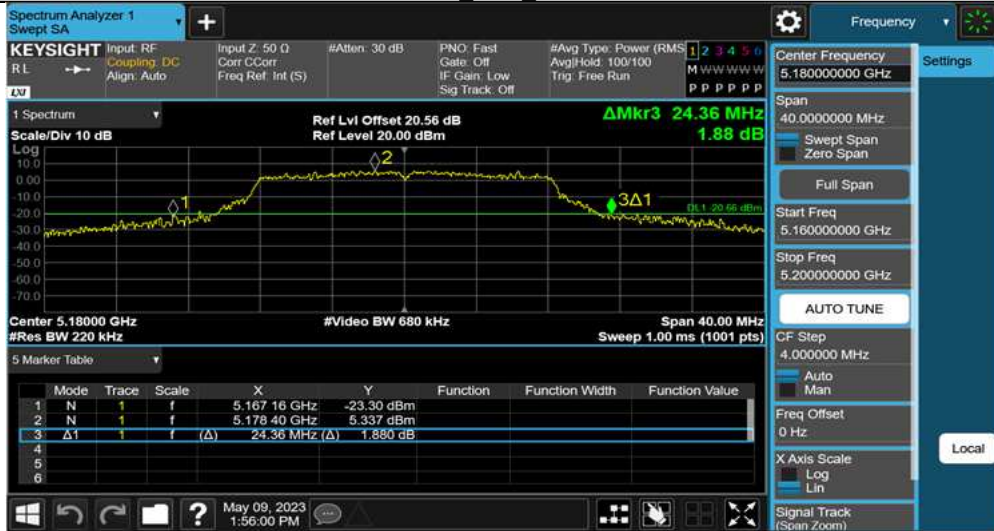 Spectrum Analyzer 1
Swept SA
+
Frequency
KEYSIGHT
RL
LXI
Input: RF
Coupling: DC
Align: Auto
Input Z: 50 Ω
Corr CCorr
Freq Ref: Int (S)
#Atten: 30 dB
PNO: Fast
Gate: Off
IF Gain: Low
Sig Track: Off
#Avg Type: Power (RMS
Avg|Hold: 100/100
Trig: Free Run
1 2 3 4 5 6
M W W W W W
P P P P P P
1 Spectrum
Scale/Div 10 dB
Ref Lvl Offset 20.56 dB
Ref Level 20.00 dBm
ΔMkr3 24.36 MHz
1.88 dB
Log
10.0
0.00
-10.0
-20.0
-30.0
-40.0
-50.0
-60.0
-70.0
1
2
3Δ1
DL1 -20.66 dBm
Center 5.18000 GHz
#Res BW 220 kHz
#Video BW 680 kHz
Span 40.00 MHz
Sweep 1.00 ms (1001 pts)
5 Marker Table
Mode Trace Scale X Y Function Function Width Function Value
1 N 1 f 5.167 16 GHz -23.30 dBm
2 N 1 f 5.178 40 GHz 5.337 dBm
3 Δ1 1 f (Δ) 24.36 MHz (Δ) 1.880 dB
4
5
6
?
May 09, 2023
1:56:00 PM
Center Frequency
5.180000000 GHz
Span
40.0000000 MHz
Swept Span
Zero Span
Full Span
Start Freq
5.160000000 GHz
Stop Freq
5.200000000 GHz
AUTO TUNE
CF Step
4.000000 MHz
Auto
Man
Freq Offset
0 Hz
X Axis Scale
Log
Lin
Signal Track
(Span Zoom)
Settings
Local